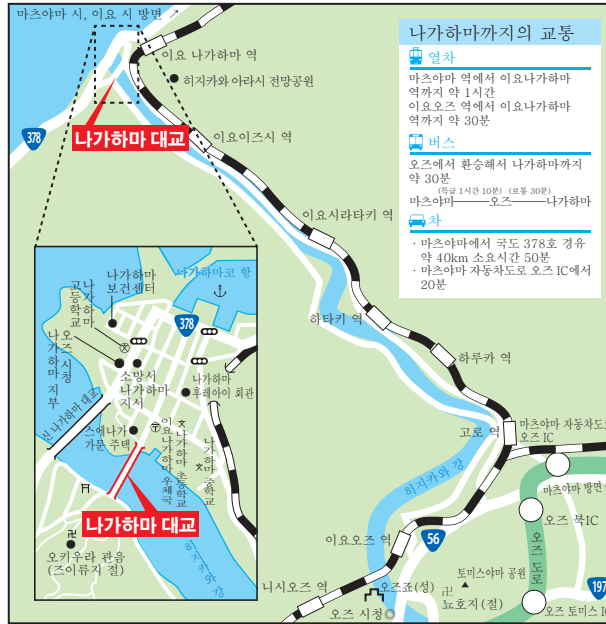 마츠야마 시, 이요 시 방면
이요 나가하마 역
히지카와 아라시 전망공원
378
나가하마 대교
이요이즈시 역
이요시라타키 역
하타키 역
하루카 역
고로 역
마츠야마 자동차도로
오즈 IC
히지카와 강
마츠야마 방면
오즈 북IC
56
이요오즈 역
오즈 도로
토미스야마 공원
197
니시오즈 역
오즈죠(성)
뇨호지(절)
오즈 시청
오즈 토미스 IC
나가하마까지의 교통
열차
마츠야마 역에서 이요나가하마
역까지 약 1시간
이요오즈 역에서 이요나가하마
역까지 약 30분
버스
오즈에서 환승해서 나가하마까지
약 30분
(특급 1시간 10분) (보통 30분)
마츠야마――오즈――나가하마
차
· 마츠야마에서 국도 378호 경유
약 40km 소요시간 50분
· 마츠야마 자동차도로 오즈 IC에서
20분
나가하마
보건센터
나가하마코 항
나가하마
고등학교
378
오즈 시청
나가하마 지부
소방서
나가하마
지서
나가하마
후레아이 회관
신 나가하마 대교
스에나가
가문 주택
이요 나가하마 우체국
나가하마 초등학교
나가하마 중학교
나가하마 대교
오키우라 관음
(즈이류지 절)
히지카와 강